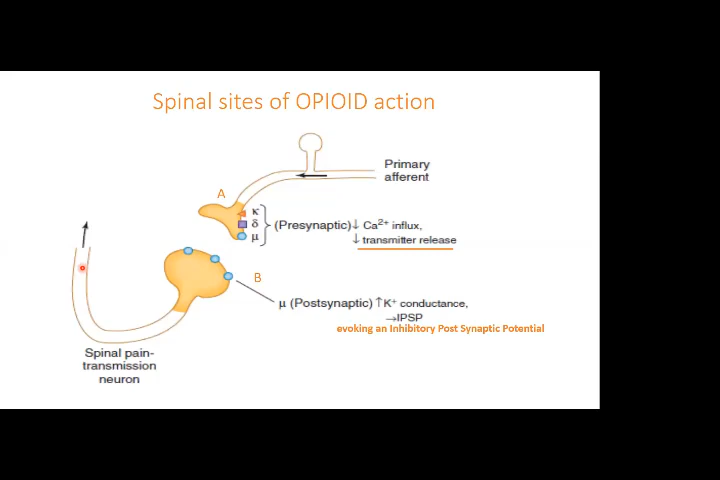 Spinal sites of OPIOID action
Primary
afferent
A
κ
δ
μ
(Presynaptic)↓ Ca²⁺ influx,
↓ transmitter release
B
μ (Postsynaptic) ↑K⁺ conductance,
→IPSP
evoking an Inhibitory Post Synaptic Potential
Spinal pain-
transmission
neuron